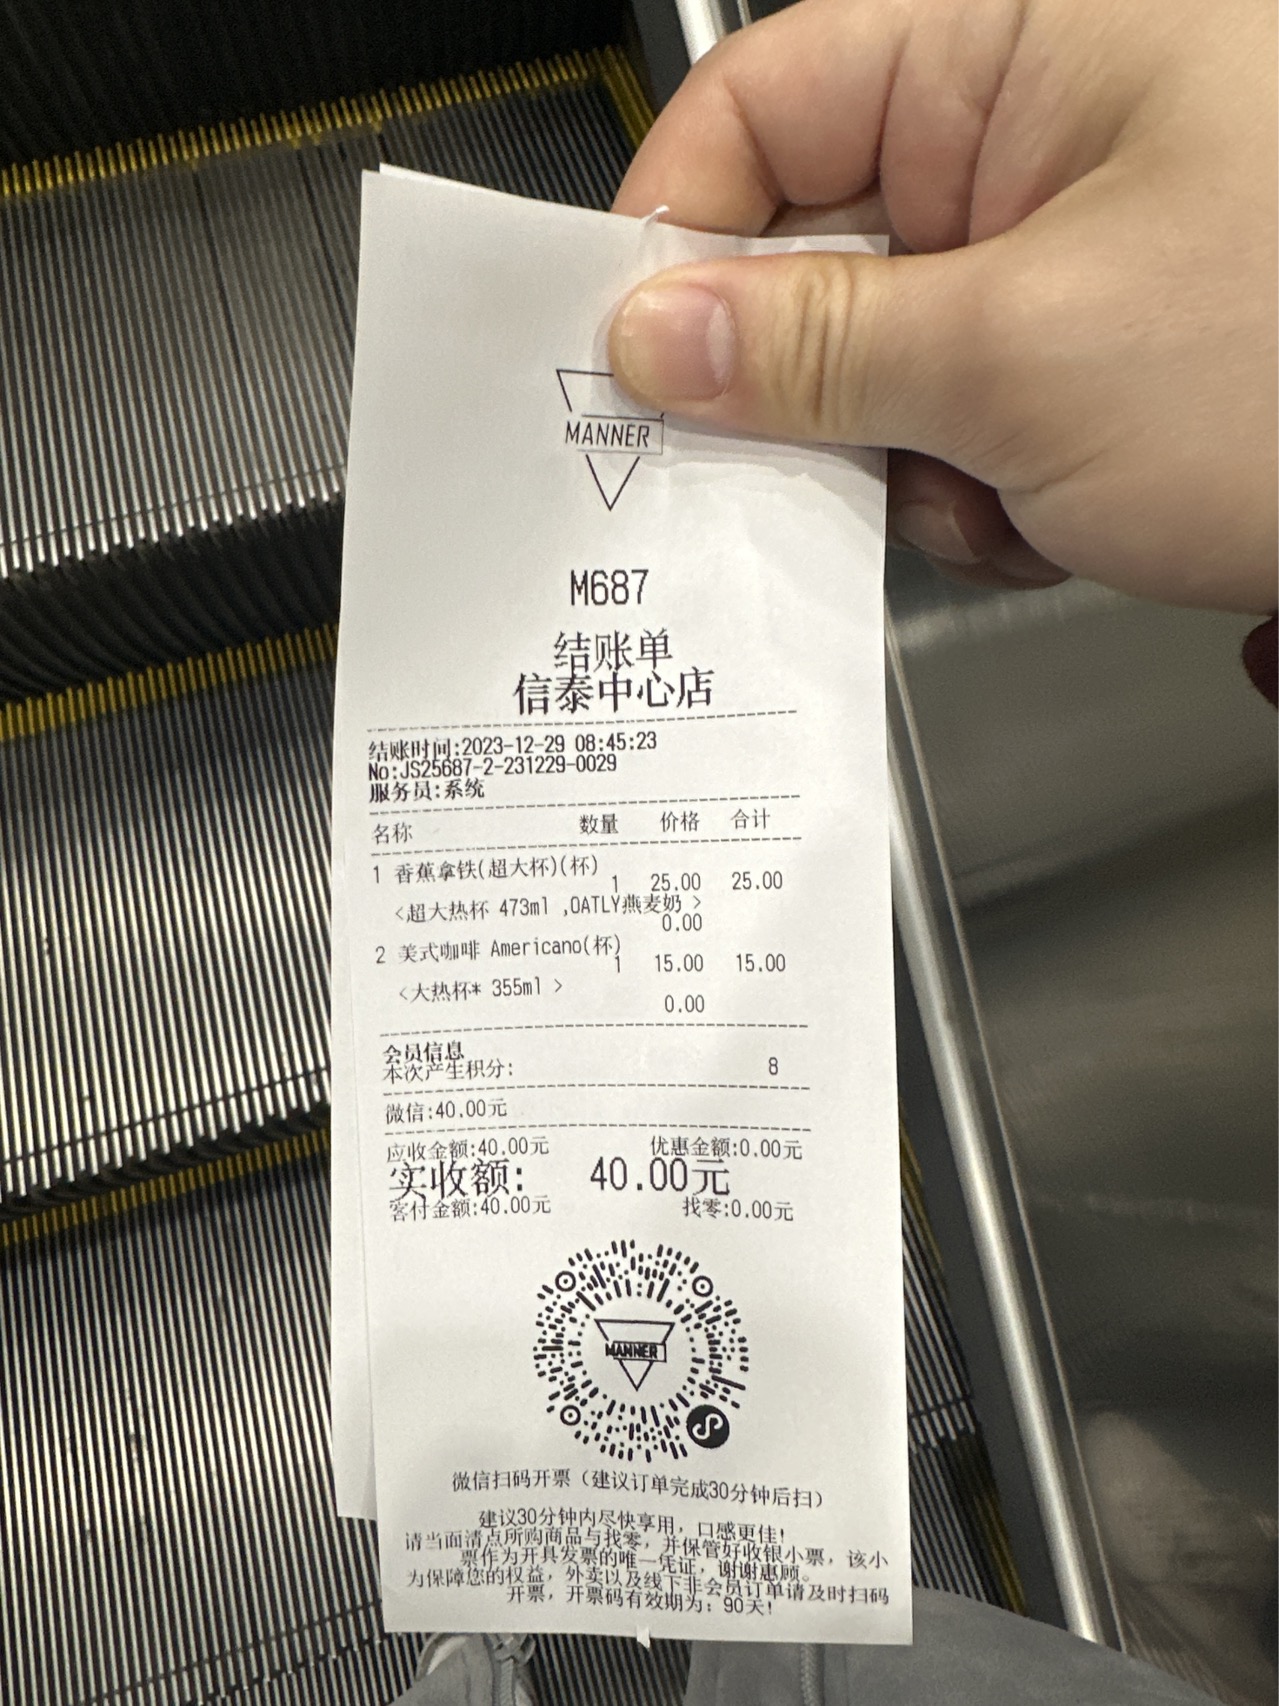 MANNER
M687
结账单
信泰中心店
结账时间:2023-12-29 08:45:23
No:JS25687-2-231229-0029
服务员:系统
名称 数量 价格 合计
1 香蕉拿铁(超大杯)(杯)
1 25.00 25.00
<超大热杯 473ml ,OATLY燕麦奶 >
0.00
2 美式咖啡 Americano(杯)
1 15.00 15.00
<大热杯* 355ml >
0.00
会员信息
本次产生积分: 8
微信:40.00元
应收金额:40.00元 优惠金额:0.00元
实收额: 40.00元
客付金额:40.00元 找零:0.00元
MANNER
微信扫码开票（建议订单完成30分钟后扫）
建议30分钟内尽快享用，口感更佳!
请当面清点所购商品与找零，并保管好收银小票，该小
票作为开具发票的唯一凭证，谢谢惠顾。
为保障您的权益，外卖以及线下非会员订单请及时扫码
开票，开票码有效期为：90天!